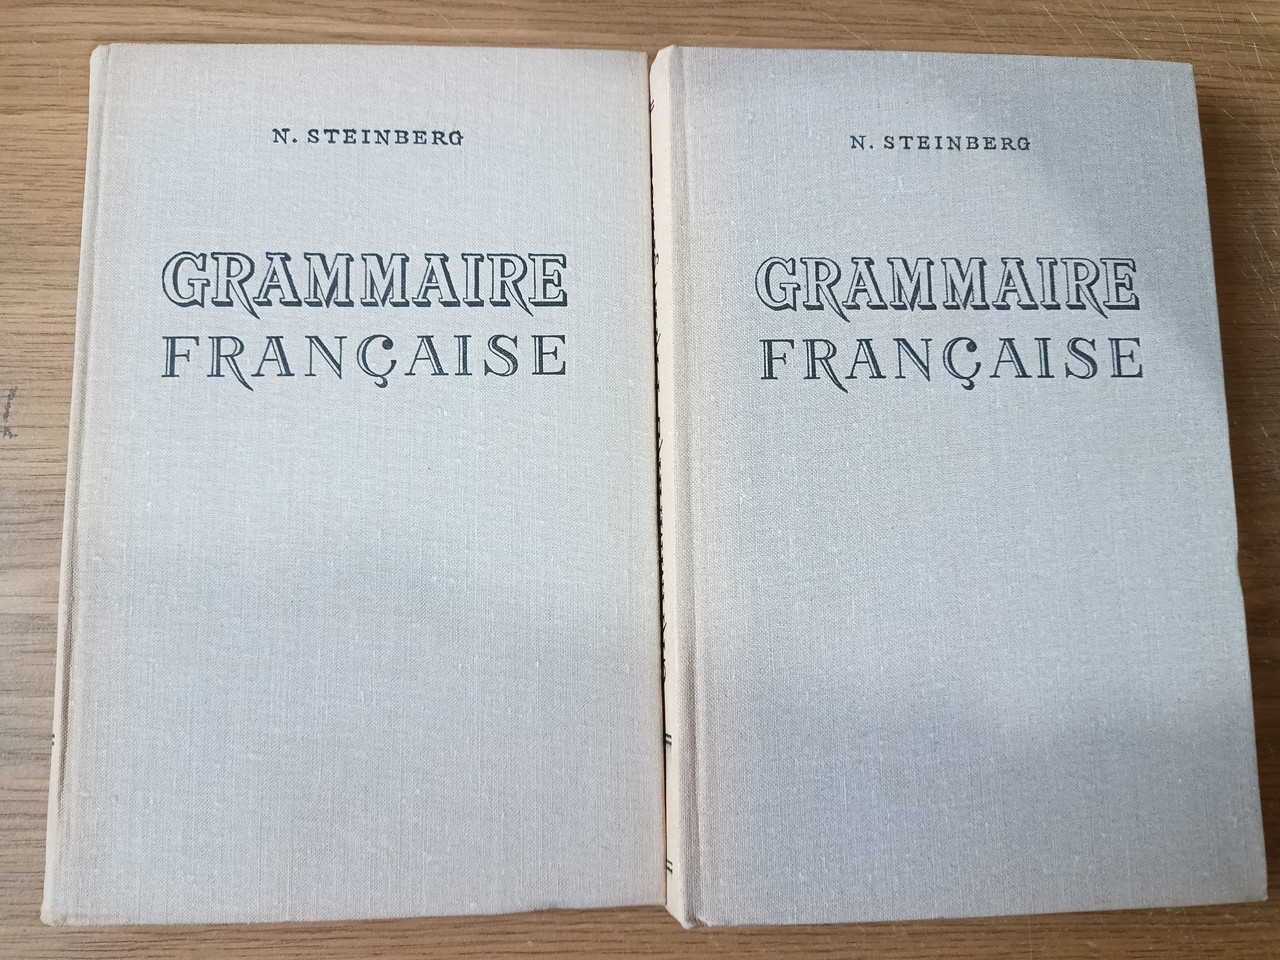 N. STEINBERG
GRAMMAIRE
FRANÇAISE
N. STEINBERG
GRAMMAIRE
FRANÇAISE